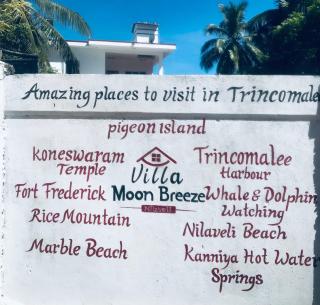 Amazing places to visit in Trincomale
pigeon island
koneswaram
Temple
Fort Frederick
Rice Mountain
Marble Beach
Villa
Moon Breeze
Nilaveli
Trincomalee
Harbour
Whale & Dolphin
Watching
Nilaveli Beach
Kanniya Hot Water
Springs